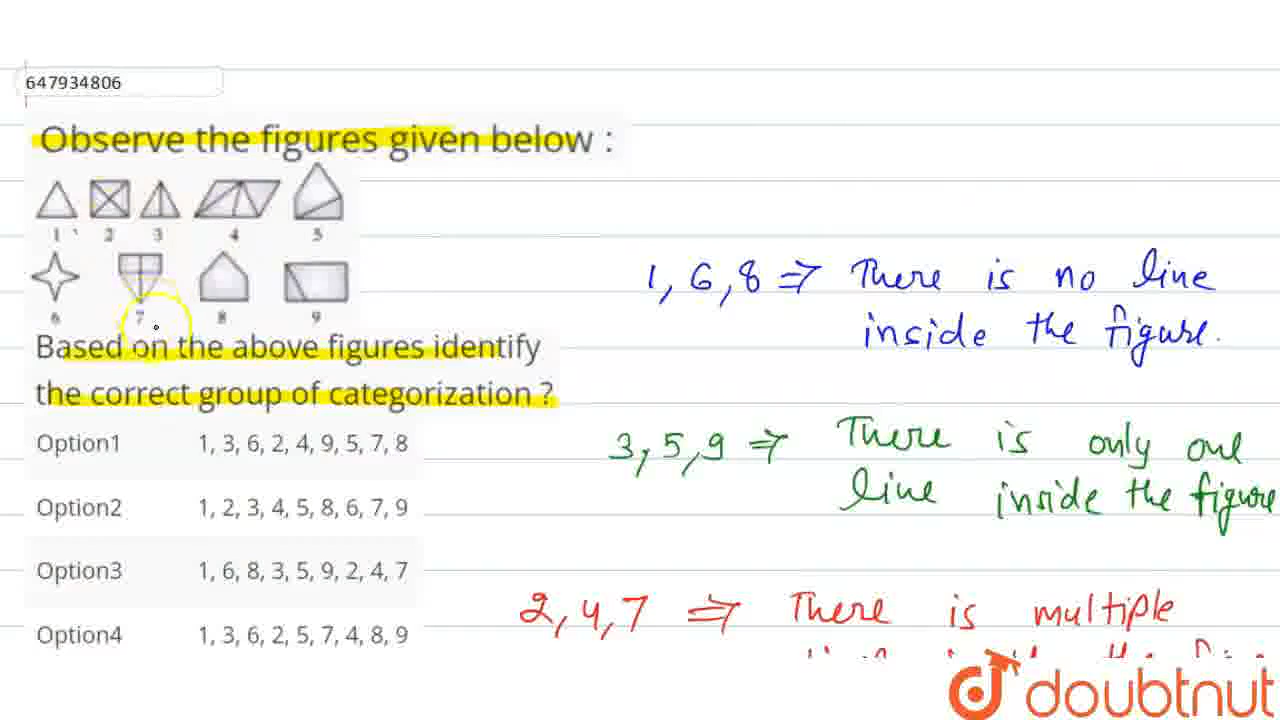 647934806
Observe the figures given below :
1 2 3 4 5
6 7 8 9
Based on the above figures identify
the correct group of categorization ?
Option1 1, 3, 6, 2, 4, 9, 5, 7, 8
Option2 1, 2, 3, 4, 5, 8, 6, 7, 9
Option3 1, 6, 8, 3, 5, 9, 2, 4, 7
Option4 1, 3, 6, 2, 5, 7, 4, 8, 9
1, 6, 8 ⇒ There is no line
inside the figure.
3, 5, 9 ⇒ There is only one
line inside the figure
2, 4, 7 ⇒ There is multiple
doubtnut